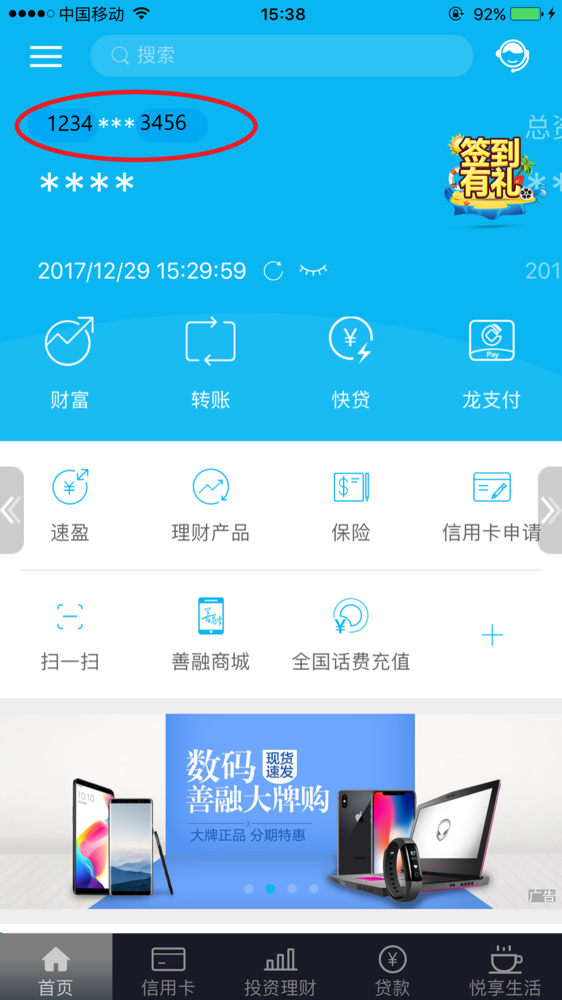 中国移动
15:38
92%
搜索
1234***3456
总资
签到
有礼
****
**
2017/12/29 15:29:59
201
¥
¥
Pay
财富
转账
快贷
龙支付
¥
$
速盈
理财产品
保险
信用卡申请
善融
¥
扫一扫
善融商城
全国话费充值
数码
现货
速发
善融大牌购
x
大牌正品 分期特惠
10:10
87
广告
¥
首页
信用卡
投资理财
贷款
悦享生活